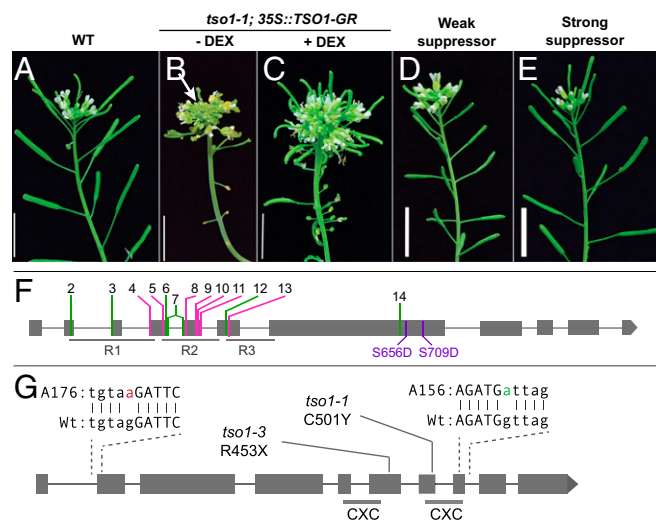 tso1-1; 35S::TSO1-GR
Weak suppressor
Strong suppressor
WT
- DEX
+ DEX
A
B
C
D
E
F
2 3 4 5 6 7 8 9 10 11 12 13 14
R1 R2 R3
S656D S709D
G
A176:tgtaaGATTC
Wt:tgtagGATTC
tso1-3
R453X
tso1-1
C501Y
A156:AGATGattag
Wt:AGATGgttag
CXC CXC